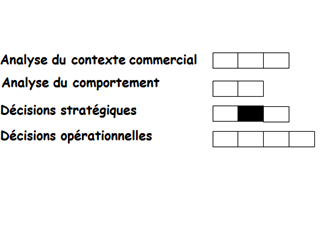 Analyse du contexte commercial
Analyse du comportement
Décisions stratégiques
Décisions opérationnelles